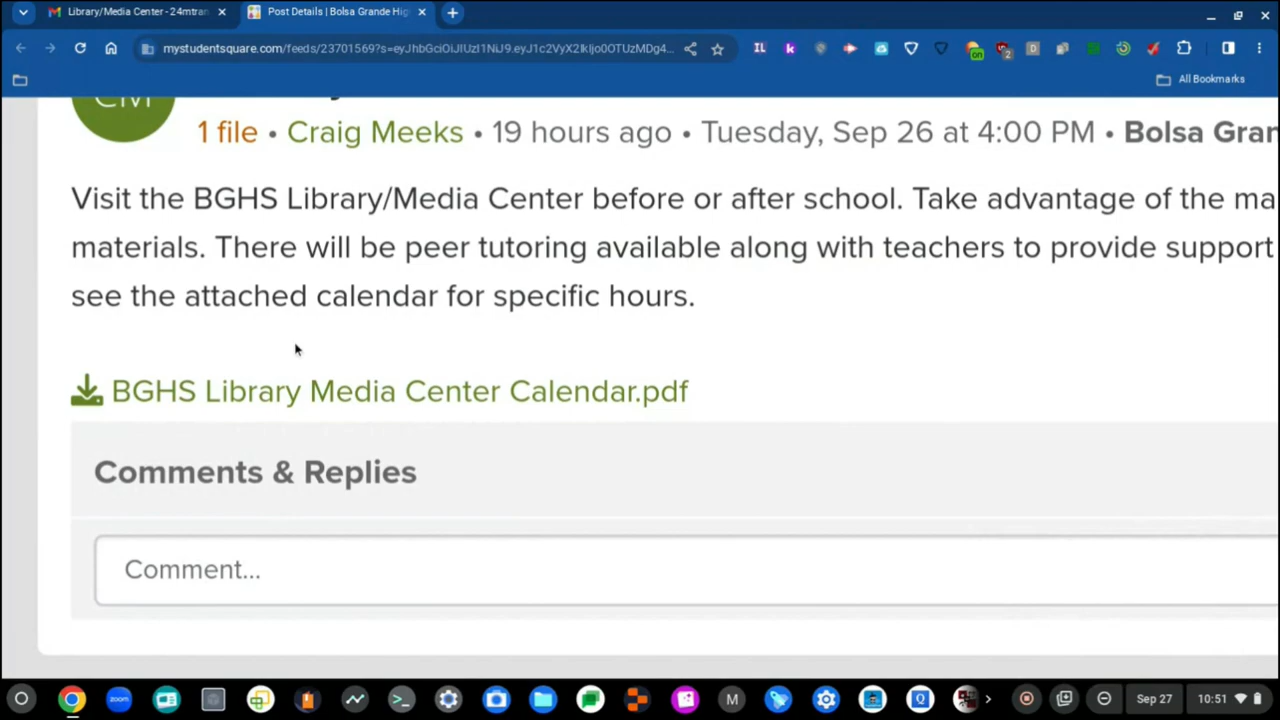 Library/Media Center - 24mtran
Post Details | Bolsa Grande Hig
mystudentsquare.com/feeds/23701569?s=eyJhbGciOiJIUzI1NiJ9.eyJ1c2VyX2lkIjo0OTUzMDg4...
All Bookmarks
CM
1 file • Craig Meeks • 19 hours ago • Tuesday, Sep 26 at 4:00 PM • Bolsa Gran
Visit the BGHS Library/Media Center before or after school. Take advantage of the ma
materials. There will be peer tutoring available along with teachers to provide support
see the attached calendar for specific hours.
BGHS Library Media Center Calendar.pdf
Comments & Replies
Comment...
zoom
M
Q
Sep 27
10:51